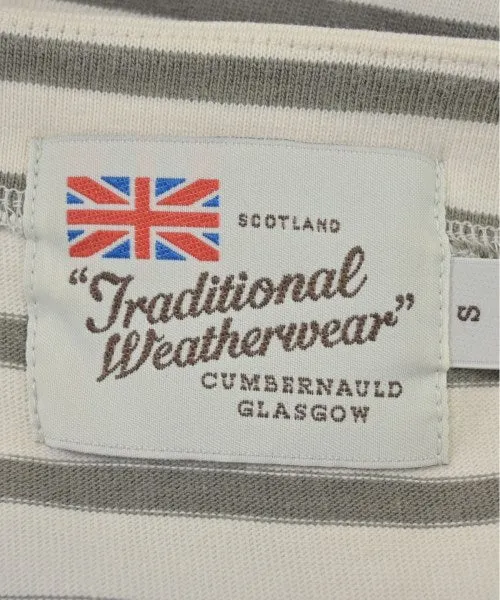 SCOTLAND
"Traditional
Weatherwear"
CUMBERNAULD
GLASGOW
S